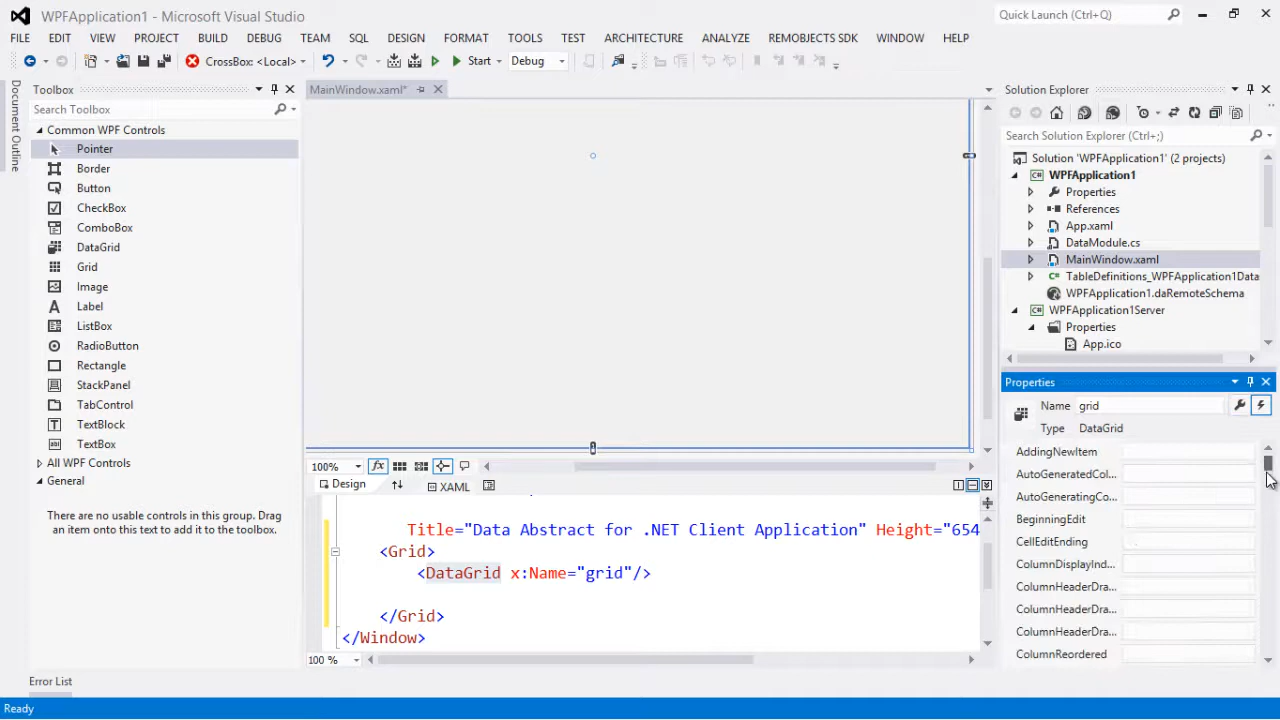 WPFApplication1 - Microsoft Visual Studio
Quick Launch (Ctrl+Q)
FILE EDIT VIEW PROJECT BUILD DEBUG TEAM SQL DESIGN FORMAT TOOLS TEST ARCHITECTURE ANALYZE REMOBJECTS SDK WINDOW HELP
CrossBox: <Local> Start Debug
Document Outline
Toolbox
Search Toolbox
Common WPF Controls
Pointer
Border
Button
CheckBox
ComboBox
DataGrid
Grid
Image
Label
ListBox
RadioButton
Rectangle
StackPanel
TabControl
TextBlock
TextBox
All WPF Controls
General
There are no usable controls in this group. Drag
an item onto this text to add it to the toolbox.
MainWindow.xaml*
100%
Design XAML
Title="Data Abstract for .NET Client Application" Height="654
<Grid>
<DataGrid x:Name="grid"/>
</Grid>
</Window>
100 %
Solution Explorer
Search Solution Explorer (Ctrl+;)
Solution 'WPFApplication1' (2 projects)
WPFApplication1
Properties
References
App.xaml
DataModule.cs
MainWindow.xaml
TableDefinitions_WPFApplication1Data
WPFApplication1.daRemoteSchema
WPFApplication1Server
Properties
App.ico
Properties
Name grid
Type DataGrid
AddingNewItem
AutoGeneratedCol...
AutoGeneratingCo...
BeginningEdit
CellEditEnding
ColumnDisplayInd...
ColumnHeaderDra...
ColumnHeaderDra...
ColumnHeaderDra...
ColumnReordered
Error List
Ready